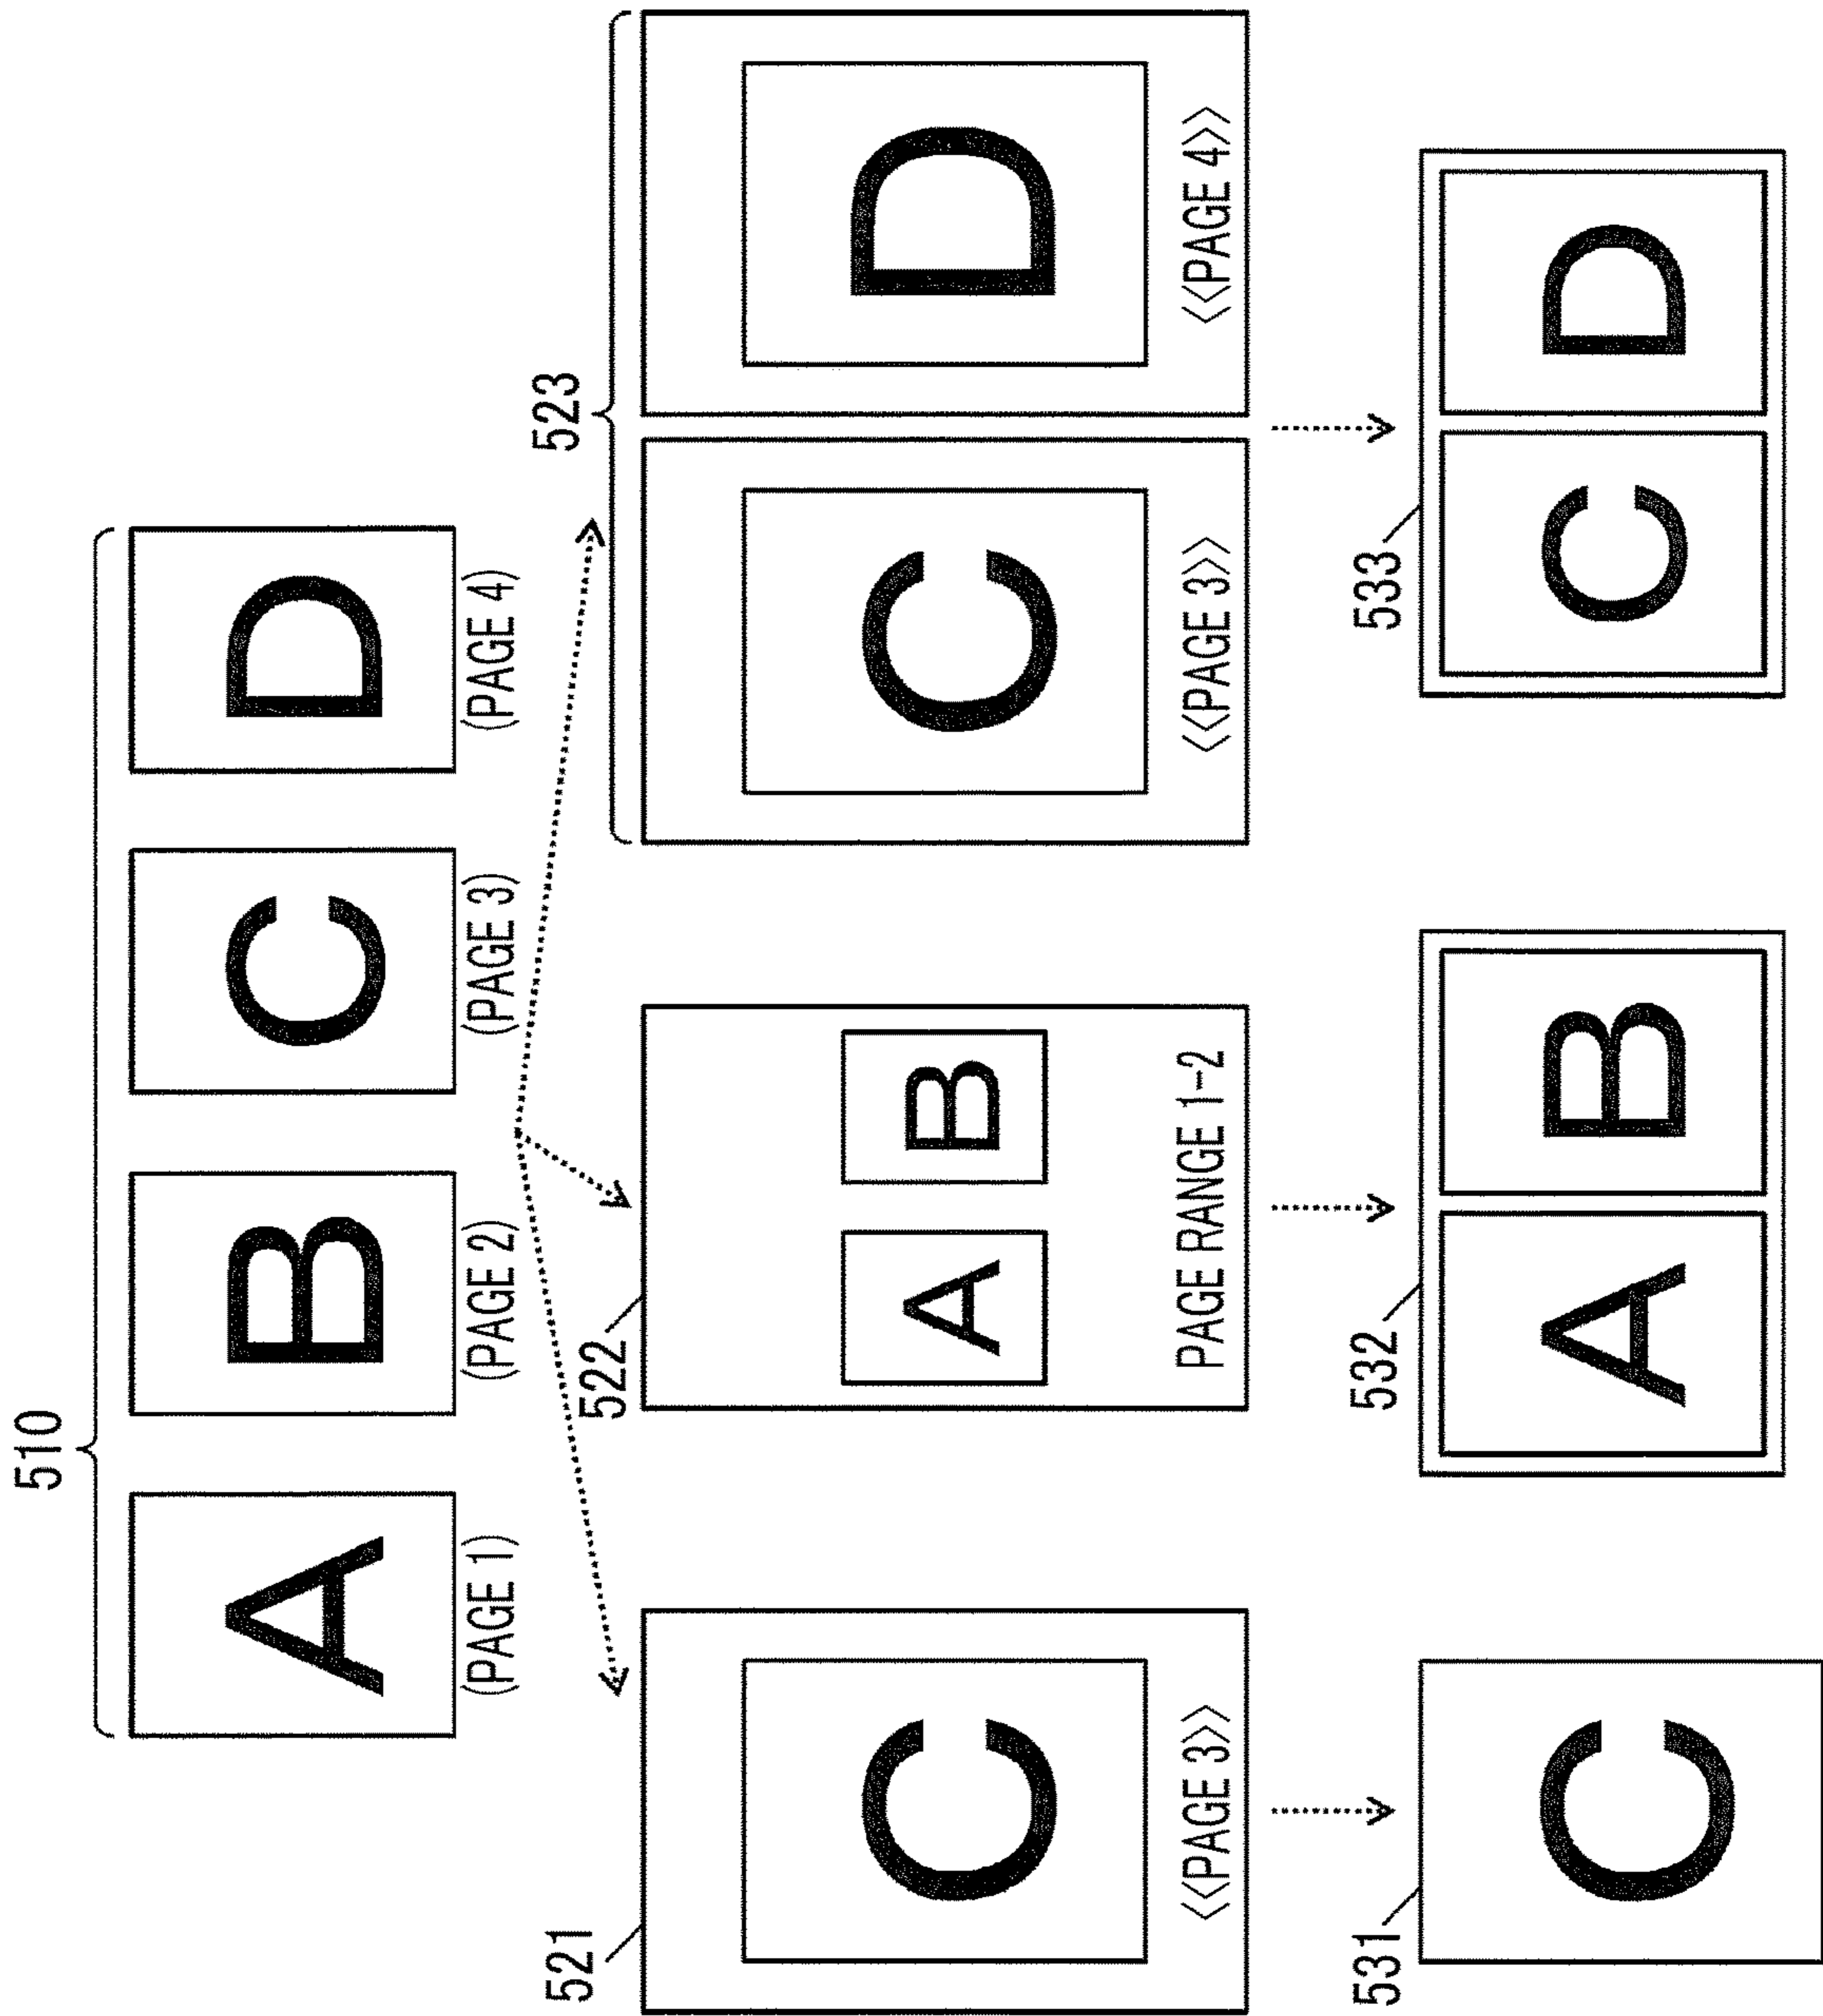 510
A
B
C
D
(PAGE 1)
(PAGE 2)
(PAGE 3)
(PAGE 4)
521
C
<<PAGE 3>>
522
A
B
PAGE RANGE 1-2
523
C
D
<<PAGE 3>>
<<PAGE 4>>
531
C
532
A
B
533
C
D